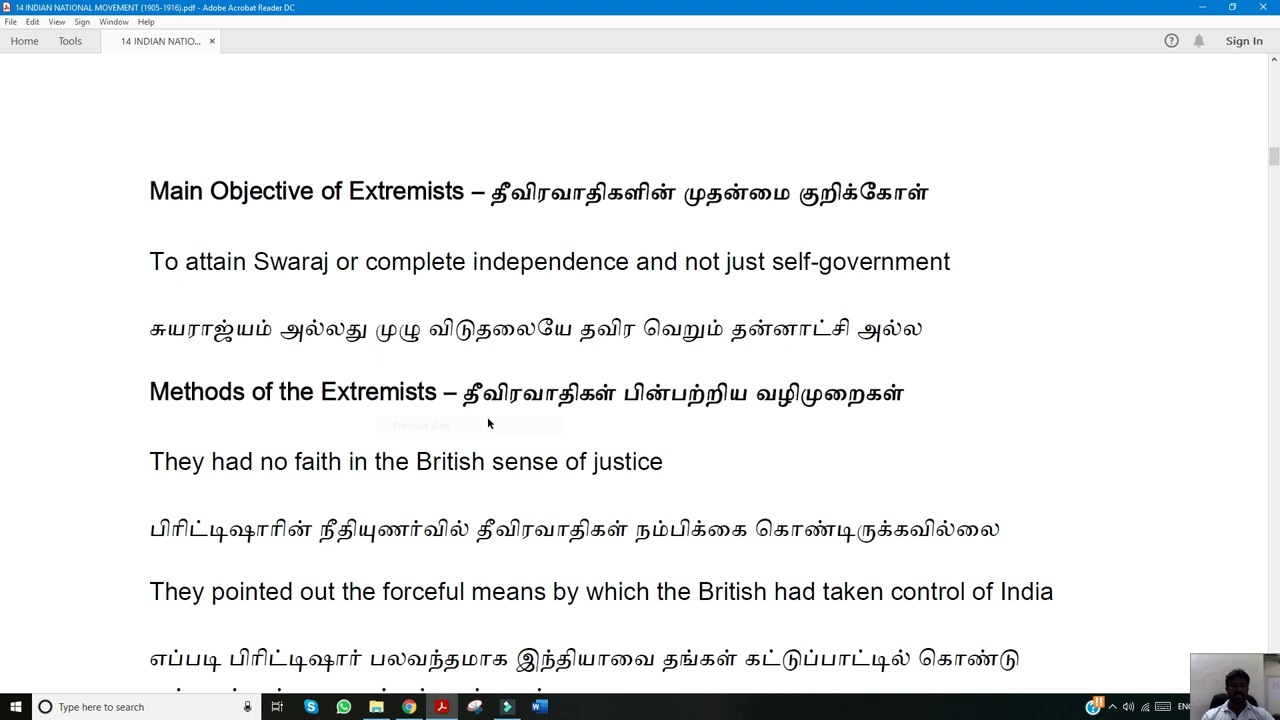 14 INDIAN NATIONAL MOVEMENT (1905-1916).pdf - Adobe Acrobat Reader DC
File Edit View Sign Window Help
Home Tools 14 INDIAN NATIO... × Sign In
Main Objective of Extremists – தீவிரவாதிகளின் முதன்மை குறிக்கோள்
To attain Swaraj or complete independence and not just self-government
சுயராஜ்யம் அல்லது முழு விடுதலையே தவிர வெறும் தன்னாட்சி அல்ல
Methods of the Extremists – தீவிரவாதிகள் பின்பற்றிய வழிமுறைகள்
Previous View
They had no faith in the British sense of justice
பிரிட்டிஷாரின் நீதியுணர்வில் தீவிரவாதிகள் நம்பிக்கை கொண்டிருக்கவில்லை
They pointed out the forceful means by which the British had taken control of India
எப்படி பிரிட்டிஷார் பலவந்தமாக இந்தியாவை தங்கள் கட்டுப்பாட்டில் கொண்டு
Type here to search